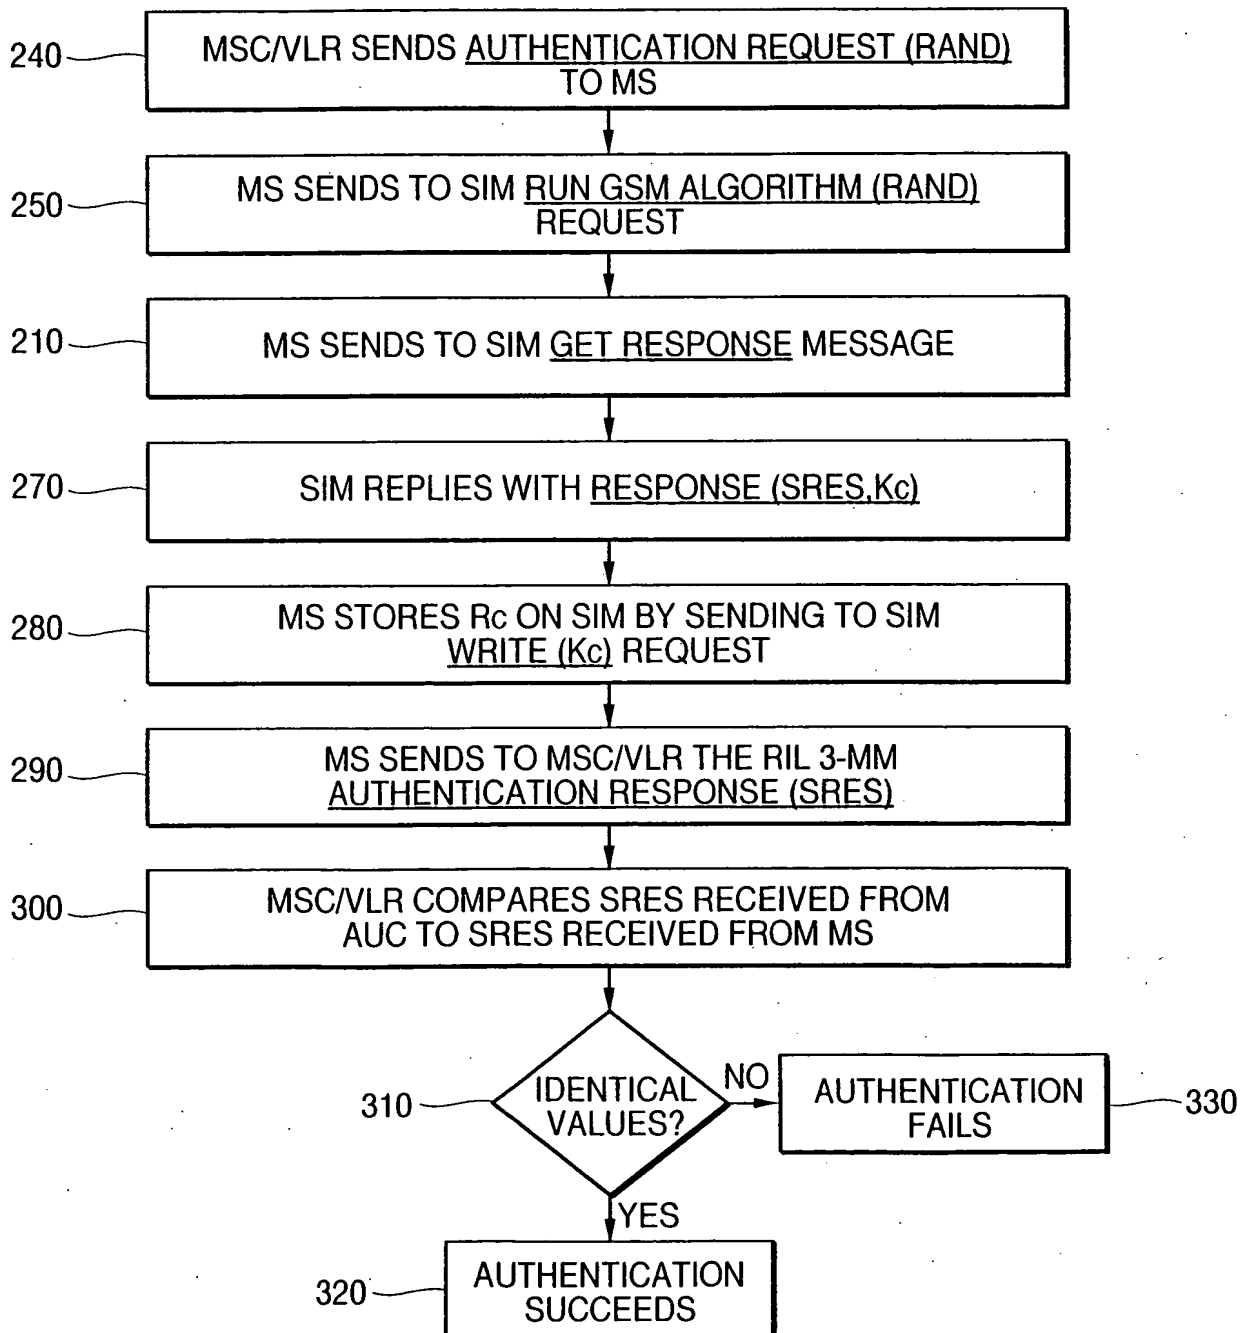 240
MSC/VLR SENDS AUTHENTICATION REQUEST (RAND)
TO MS
250
MS SENDS TO SIM RUN GSM ALGORITHM (RAND)
REQUEST
210
MS SENDS TO SIM GET RESPONSE MESSAGE
270
SIM REPLIES WITH RESPONSE (SRES,Kc)
280
MS STORES Rc ON SIM BY SENDING TO SIM
WRITE (Kc) REQUEST
290
MS SENDS TO MSC/VLR THE RIL 3-MM
AUTHENTICATION RESPONSE (SRES)
300
MSC/VLR COMPARES SRES RECEIVED FROM
AUC TO SRES RECEIVED FROM MS
310
IDENTICAL
VALUES?
NO
AUTHENTICATION
FAILS
330
YES
320
AUTHENTICATION
SUCCEEDS